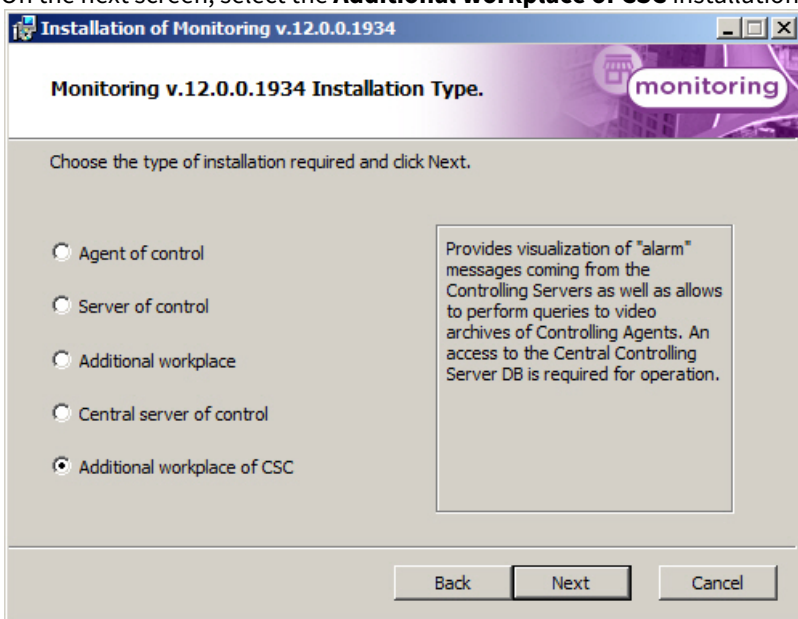 On the next screen, select the Additional workplace of CSC installation
Installation of Monitoring v.12.0.0.1934
Monitoring v.12.0.0.1934 Installation Type.
monitoring
Choose the type of installation required and click Next.
Agent of control
Server of control
Additional workplace
Central server of control
Additional workplace of CSC
Provides visualization of "alarm"
messages coming from the
Controlling Servers as well as allows
to perform queries to video
archives of Controlling Agents. An
access to the Central Controlling
Server DB is required for operation.
Back
Next
Cancel